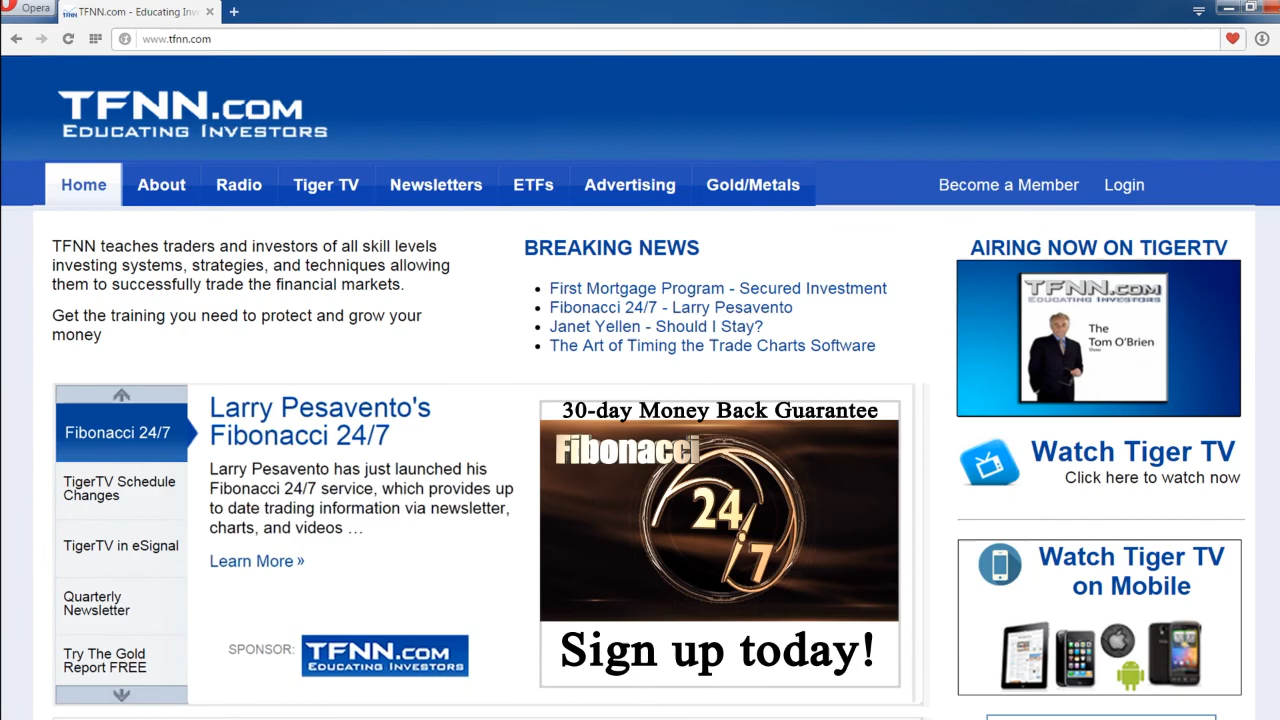 Opera
TFNN.com - Educating Inv
www.tfnn.com
TFNN.COM
EDUCATING INVESTORS
Home
About
Radio
Tiger TV
Newsletters
ETFs
Advertising
Gold/Metals
Become a Member
Login
TFNN teaches traders and investors of all skill levels
investing systems, strategies, and techniques allowing
them to successfully trade the financial markets.
Get the training you need to protect and grow your
money
BREAKING NEWS
First Mortgage Program - Secured Investment
Fibonacci 24/7 - Larry Pesavento
Janet Yellen - Should I Stay?
The Art of Timing the Trade Charts Software
AIRING NOW ON TIGERTV
TFNN.COM
EDUCATING INVESTORS
The
Tom O'Brien
Show
Watch Tiger TV
Click here to watch now
Watch Tiger TV
on Mobile
Fibonacci 24/7
TigerTV Schedule
Changes
TigerTV in eSignal
Quarterly
Newsletter
Try The Gold
Report FREE
Larry Pesavento's
Fibonacci 24/7
Larry Pesavento has just launched his
Fibonacci 24/7 service, which provides up
to date trading information via newsletter,
charts, and videos …
Learn More »
SPONSOR:
TFNN.COM
EDUCATING INVESTORS
30-day Money Back Guarantee
Fibonacci
24/7
Sign up today!